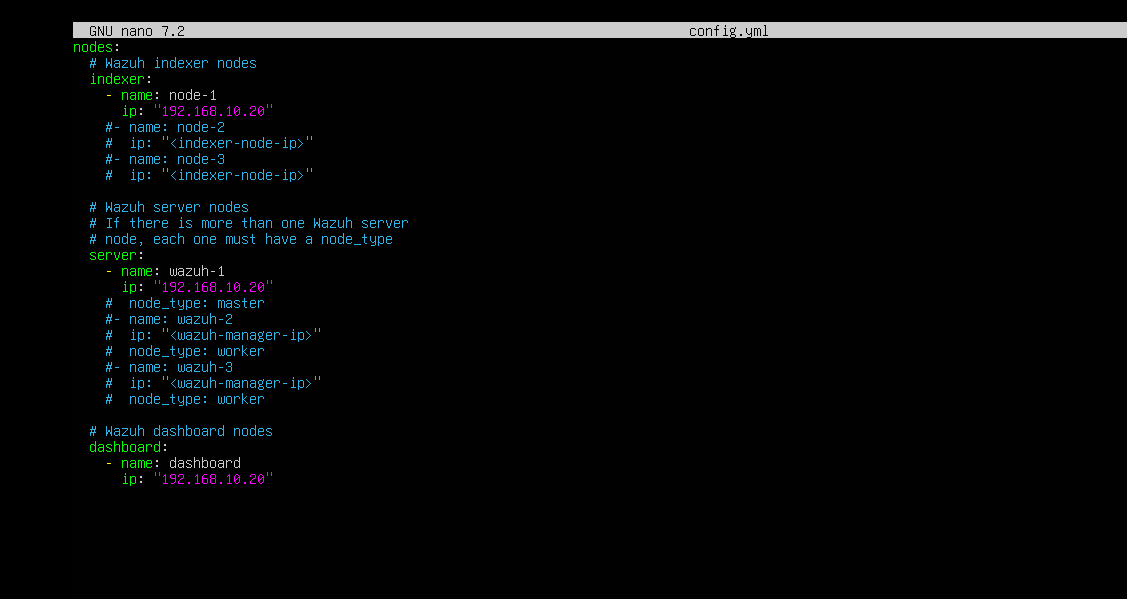 GNU nano 7.2 config.yml
nodes:
  # Wazuh indexer nodes
  indexer:
    - name: node-1
      ip: "192.168.10.20"
    #- name: node-2
    #  ip: "<indexer-node-ip>"
    #- name: node-3
    #  ip: "<indexer-node-ip>"

  # Wazuh server nodes
  # If there is more than one Wazuh server
  # node, each one must have a node_type
  server:
    - name: wazuh-1
      ip: "192.168.10.20"
    #  node_type: master
    #- name: wazuh-2
    #  ip: "<wazuh-manager-ip>"
    #  node_type: worker
    #- name: wazuh-3
    #  ip: "<wazuh-manager-ip>"
    #  node_type: worker

  # Wazuh dashboard nodes
  dashboard:
    - name: dashboard
      ip: "192.168.10.20"